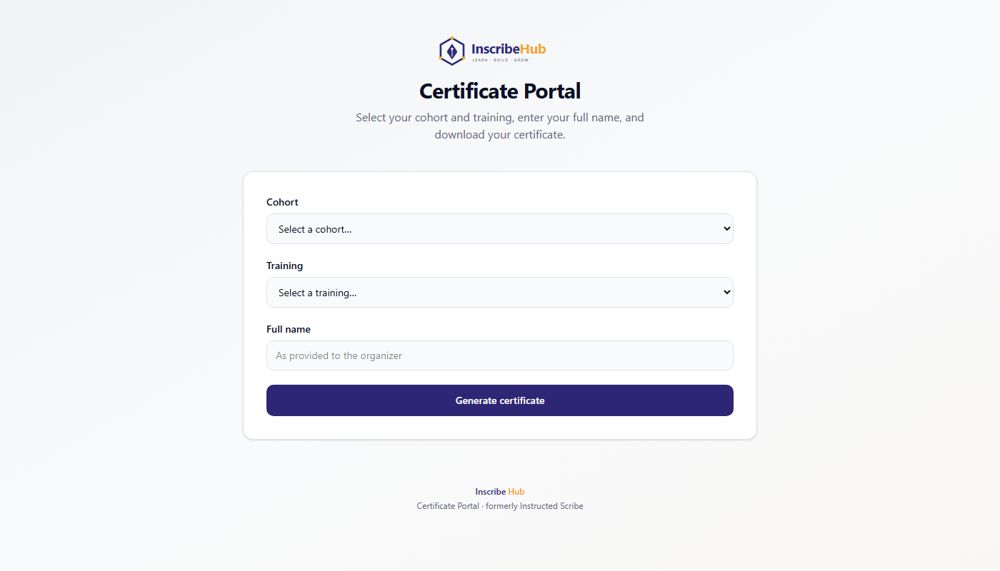 InscribeHub
LEARN · BUILD · GROW
Certificate Portal
Select your cohort and training, enter your full name, and
download your certificate.
Cohort
Select a cohort...
Training
Select a training...
Full name
As provided to the organizer
Generate certificate
Inscribe Hub
Certificate Portal · formerly Instructed Scribe